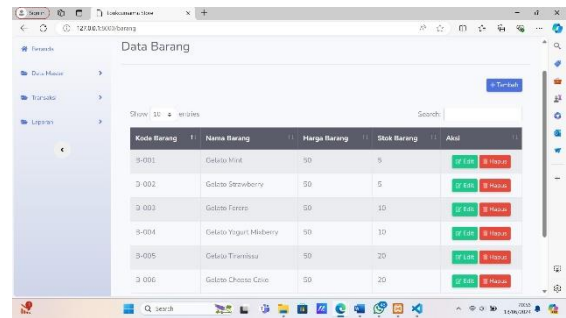 127.0.0.1:5000/barang
Data Barang
Beranda
Data Master
Transaksi
Laporan
+ Tambah
Show 10 entries
Search:
Kode Barang Nama Barang Harga Barang Stok Barang Aksi
B-001 Gelato Mint 50 5 Edit Hapus
B-002 Gelato Strawberry 50 5 Edit Hapus
B-003 Gelato Ferero 50 10 Edit Hapus
B-004 Gelato Yogurt Mixberry 50 10 Edit Hapus
B-005 Gelato Tiramisu 50 20 Edit Hapus
B-006 Gelato Cheese Cake 50 20 Edit Hapus
Search